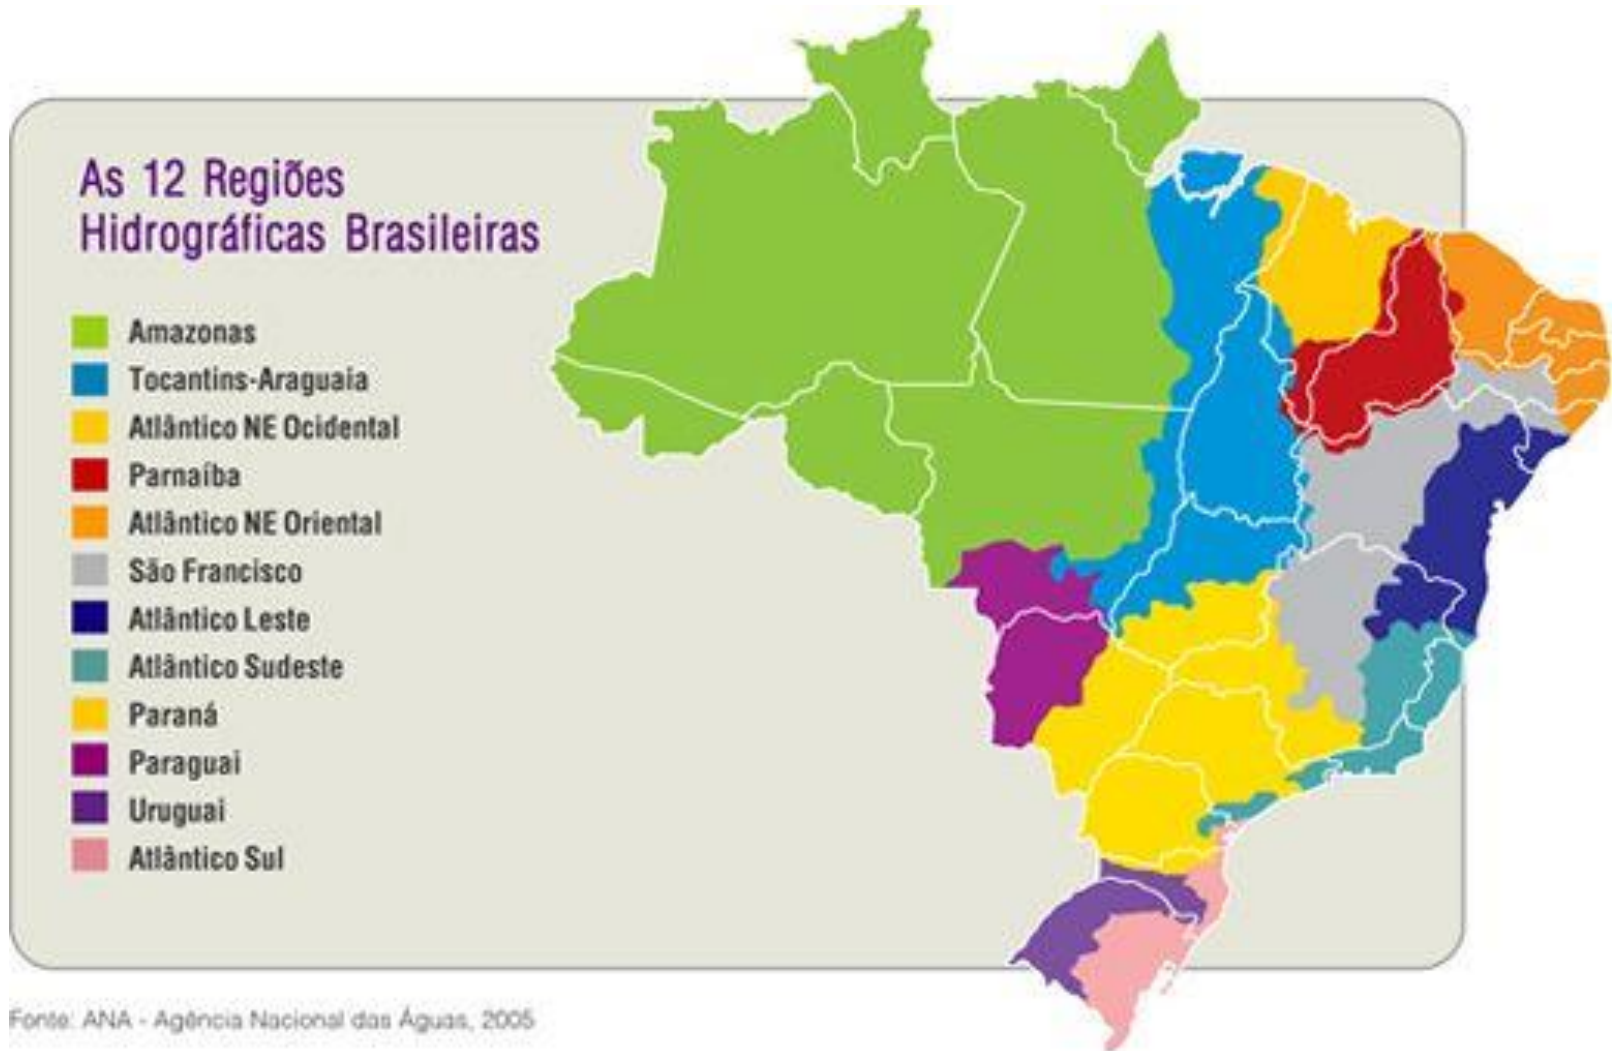 As 12 Regiões
Hidrográficas Brasileiras
Amazonas
Tocantins-Araguaia
Atlântico NE Ocidental
Parnaíba
Atlântico NE Oriental
São Francisco
Atlântico Leste
Atlântico Sudeste
Paraná
Paraguai
Uruguai
Atlântico Sul
Fonte: ANA - Agência Nacional das Águas, 2005